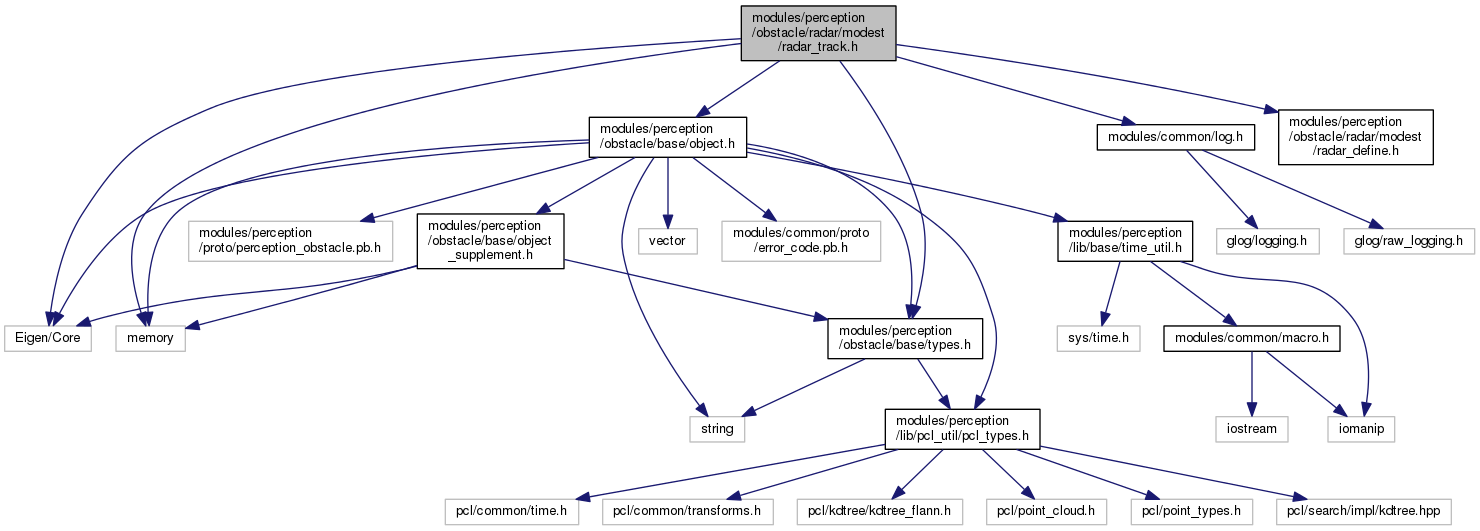 modules/perception
/obstacle/radar/modest
/radar_track.h
modules/perception
/obstacle/base/object.h
modules/common/log.h
modules/perception
/obstacle/radar/modest
/radar_define.h
modules/perception
/proto/perception_obstacle.pb.h
modules/perception
/obstacle/base/object
_supplement.h
vector
modules/common/proto
/error_code.pb.h
modules/perception
/lib/base/time_util.h
glog/logging.h
glog/raw_logging.h
Eigen/Core
memory
modules/perception
/obstacle/base/types.h
sys/time.h
modules/common/macro.h
string
modules/perception
/lib/pcl_util/pcl_types.h
iostream
iomanip
pcl/common/time.h
pcl/common/transforms.h
pcl/kdtree/kdtree_flann.h
pcl/point_cloud.h
pcl/point_types.h
pcl/search/impl/kdtree.hpp